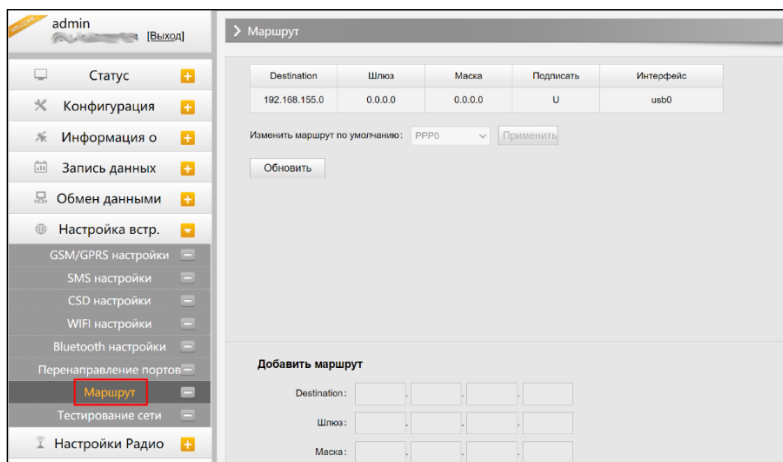 admin
[Выход]
Статус
Конфигурация
Информация о
Запись данных
Обмен данными
Настройка встр.
GSM/GPRS настройки
SMS настройки
CSD настройки
WIFI настройки
Bluetooth настройки
Перенаправление портов
Маршрут
Тестирование сети
Настройки Радио
Маршрут
Destination Шлюз Маска Подписать Интерфейс
192.168.155.0 0.0.0.0 0.0.0.0 U usb0
Изменить маршрут по умолчанию: PPP0 Применить
Обновить
Добавить маршрут
Destination:
Шлюз:
Маска: